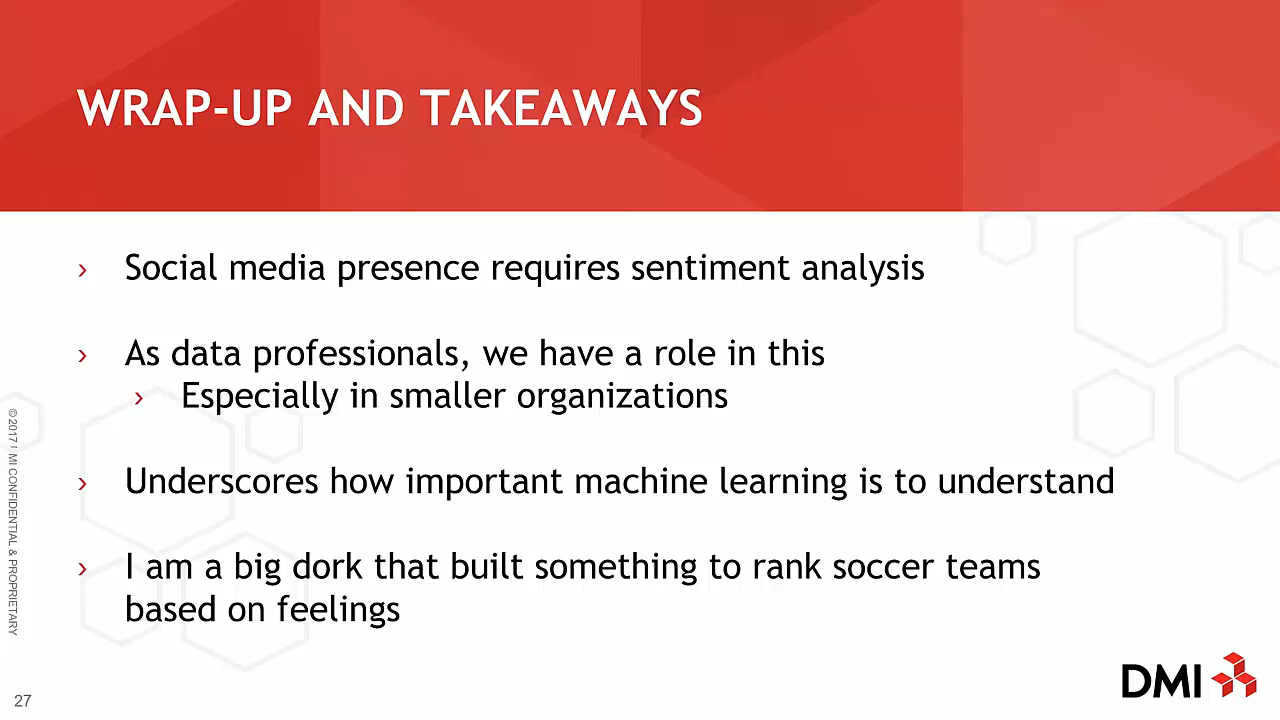 WRAP-UP AND TAKEAWAYS
› Social media presence requires sentiment analysis
› As data professionals, we have a role in this
› Especially in smaller organizations
› Underscores how important machine learning is to understand
› I am a big dork that built something to rank soccer teams
based on feelings
©2017 MI CONFIDENTIAL & PROPRIETARY
27
DMI